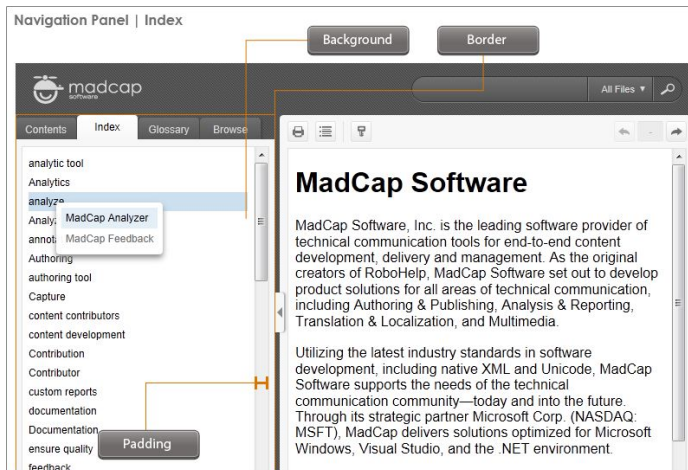 Navigation Panel | Index
Background
Border
madcap
software
All Files
Contents
Index
Glossary
Browse
analytic tool
Analytics
analyze
Analyz
MadCap Analyzer
annota
MadCap Feedback
Authoring
authoring tool
Capture
content contributors
content development
Contribution
Contributor
custom reports
documentation
Documentation
ensure quality
feedback
Padding
MadCap Software
MadCap Software, Inc. is the leading software provider of
technical communication tools for end-to-end content
development, delivery and management. As the original
creators of RoboHelp, MadCap Software set out to develop
product solutions for all areas of technical communication,
including Authoring & Publishing, Analysis & Reporting,
Translation & Localization, and Multimedia.
Utilizing the latest industry standards in software
development, including native XML and Unicode, MadCap
Software supports the needs of the technical
communication community—today and into the future.
Through its strategic partner Microsoft Corp. (NASDAQ:
MSFT), MadCap delivers solutions optimized for Microsoft
Windows, Visual Studio, and the .NET environment.